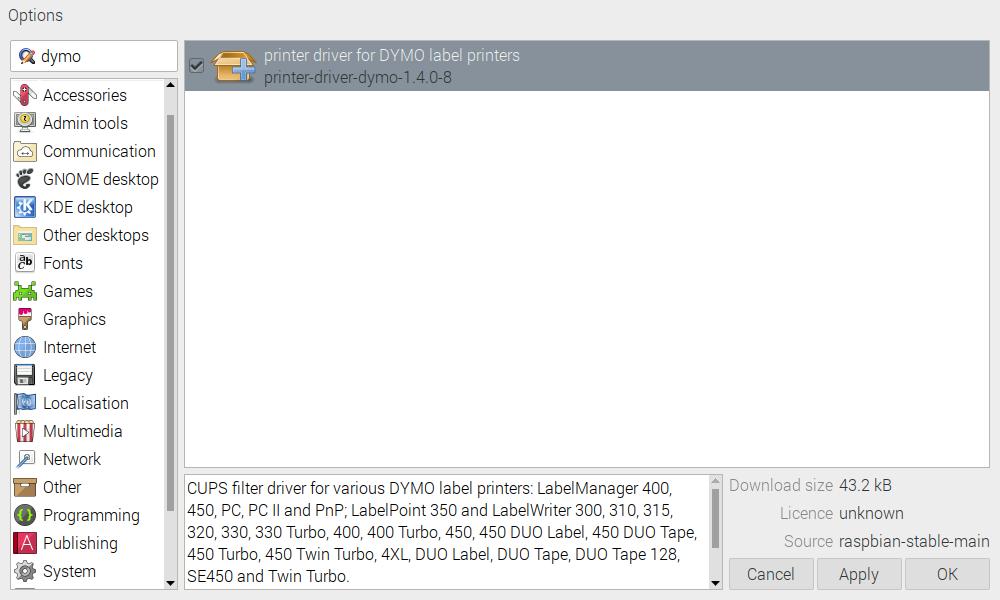 Options
dymo
Accessories
Admin tools
Communication
GNOME desktop
KDE desktop
Other desktops
Fonts
Games
Graphics
Internet
Legacy
Localisation
Multimedia
Network
Other
Programming
Publishing
System
printer driver for DYMO label printers
printer-driver-dymo-1.4.0-8
CUPS filter driver for various DYMO label printers: LabelManager 400,
450, PC, PC II and PnP; LabelPoint 350 and LabelWriter 300, 310, 315,
320, 330, 330 Turbo, 400, 400 Turbo, 450, 450 DUO Label, 450 DUO Tape,
450 Turbo, 450 Twin Turbo, 4XL, DUO Label, DUO Tape, DUO Tape 128,
SE450 and Twin Turbo.
Download size 43.2 kB
Licence unknown
Source raspbian-stable-main
Cancel Apply OK